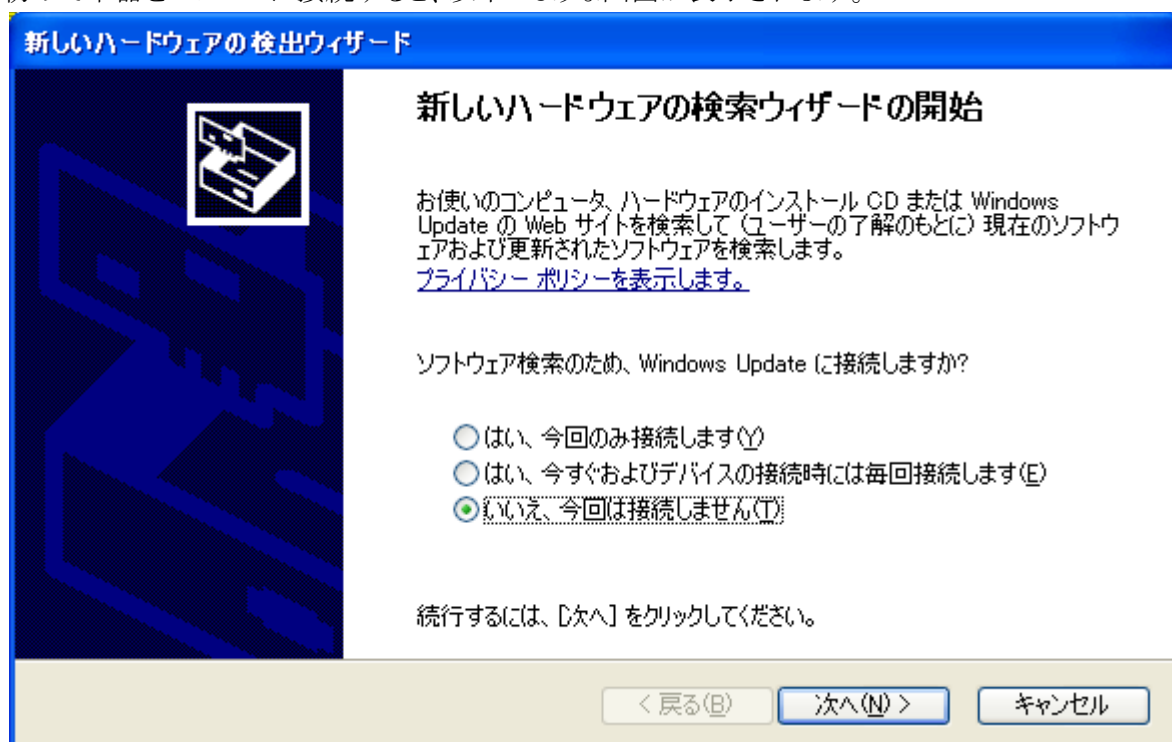 新しいハードウェアの検出ウィザード
新しいハードウェアの検索ウィザードの開始
お使いのコンピュータ、ハードウェアのインストール CD または Windows
Update の Web サイトを検索して (ユーザーの了解のもとに) 現在のソフトウ
ェアおよび更新されたソフトウェアを検索します。
プライバシー ポリシーを表示します。
ソフトウェア検索のため、Windows Update に接続しますか?
はい、今回のみ接続します(Y)
はい、今すぐおよびデバイスの接続時には毎回接続します(E)
いいえ、今回は接続しません(T)
続行するには、[次へ] をクリックしてください。
< 戻る(B)
次へ(N) >
キャンセル